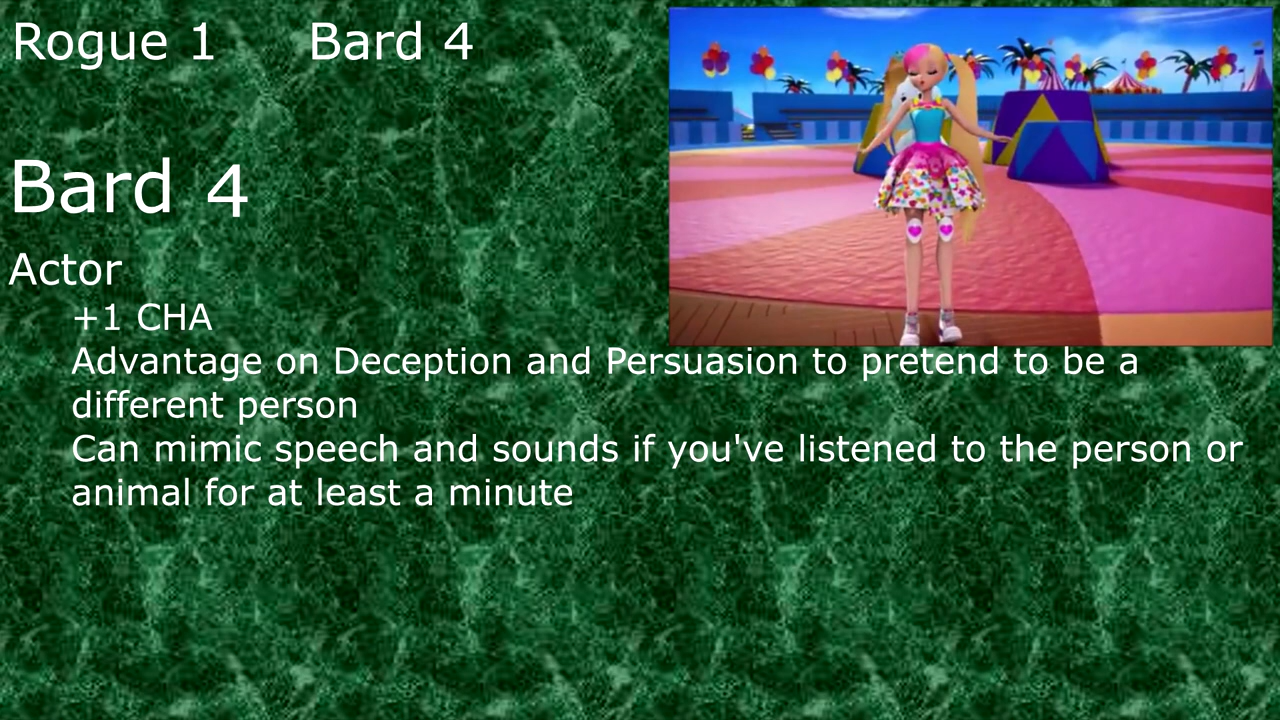 Rogue 1 Bard 4
Bard 4
Actor
+1 CHA
Advantage on Deception and Persuasion to pretend to be a
different person
Can mimic speech and sounds if you've listened to the person or
animal for at least a minute